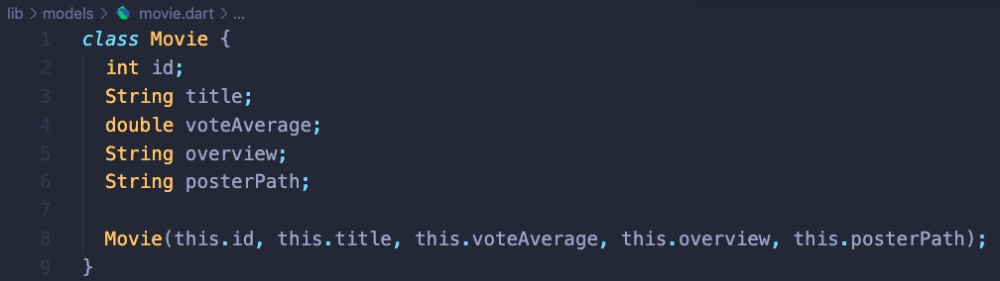 lib > models > movie.dart > ...
1 class Movie {
2   int id;
3   String title;
4   double voteAverage;
5   String overview;
6   String posterPath;
7
8   Movie(this.id, this.title, this.voteAverage, this.overview, this.posterPath);
9 }